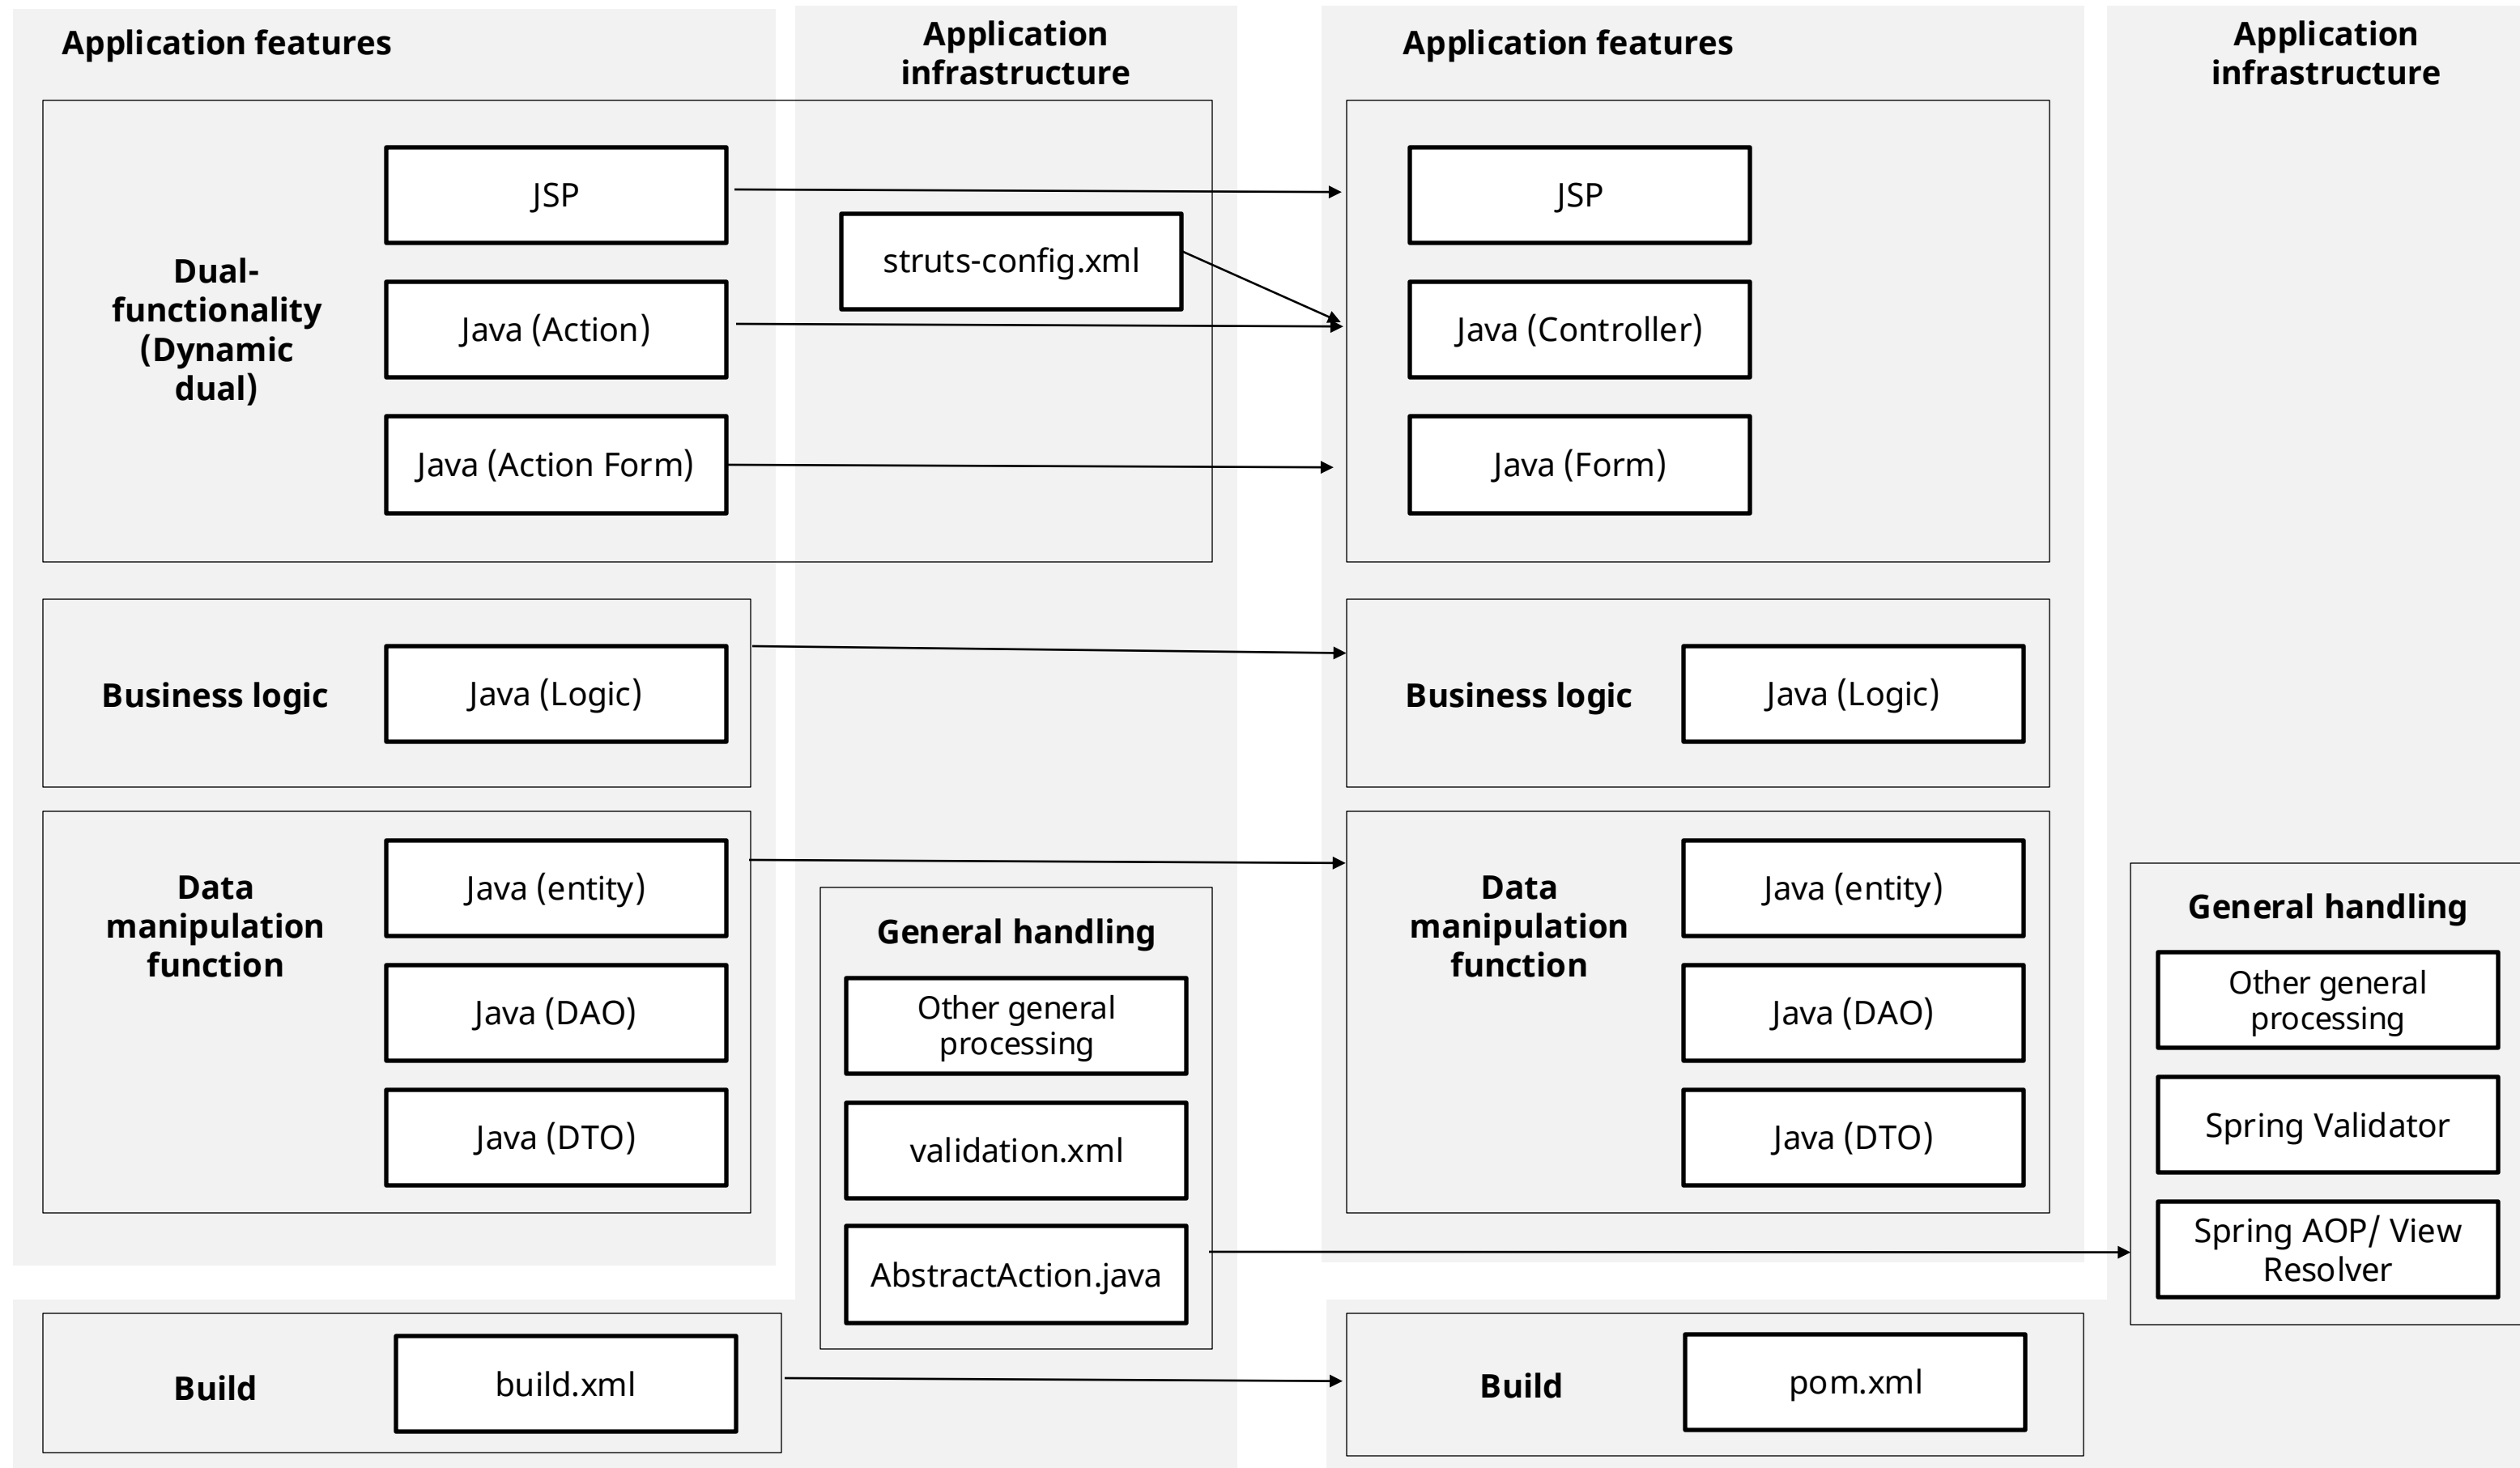 Application features
Application
infrastructure
Application features
Application
infrastructure
Dual-
functionality
(Dynamic
dual)
JSP
Java (Action)
Java (Action Form)
struts-config.xml
JSP
Java (Controller)
Java (Form)
Business logic
Java (Logic)
Business logic
Java (Logic)
Data
manipulation
function
Java (entity)
Java (DAO)
Java (DTO)
General handling
Other general
processing
validation.xml
AbstractAction.java
Data
manipulation
function
Java (entity)
Java (DAO)
Java (DTO)
General handling
Other general
processing
Spring Validator
Spring AOP/ View
Resolver
Build
build.xml
Build
pom.xml